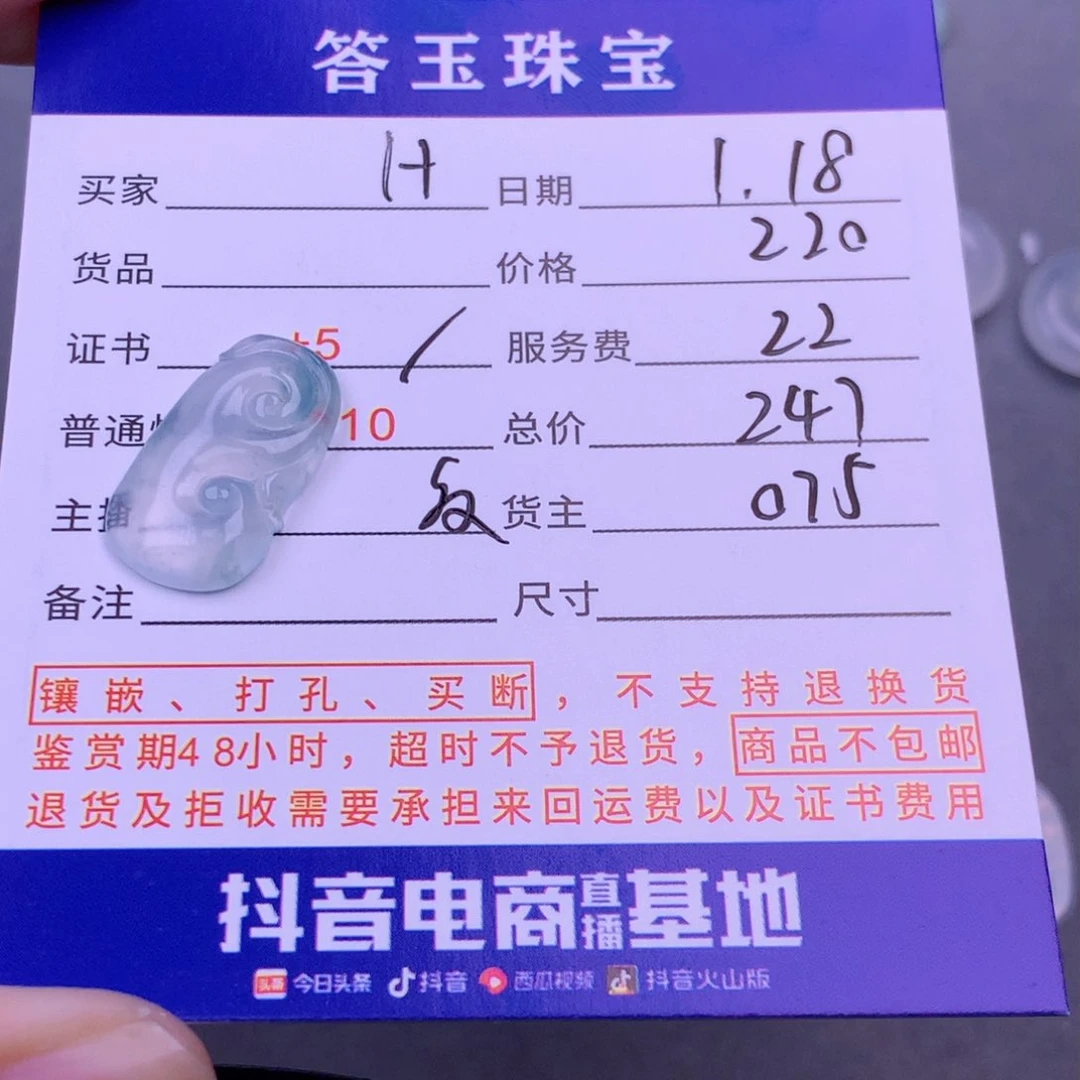 答玉珠宝
买家 H 日期 1.18
货品 价格 220
证书 +5 / 服务费 22
普通 10 总价 247
主播 货主 075
备注 尺寸
镶嵌、打孔、买断，不支持退换货
鉴赏期48小时，超时不予退货，商品不包邮
退货及拒收需要承担来回运费以及证书费用
抖音电商直播基地
头条 今日头条 抖音 西瓜视频 抖音火山版